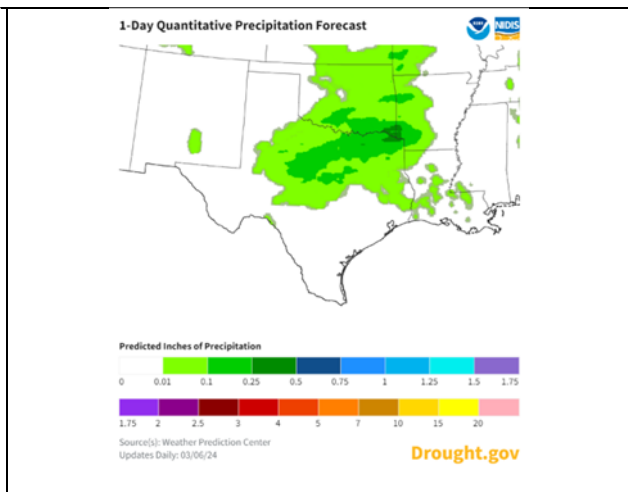 1-Day Quantitative Precipitation Forecast
NIDIS
Predicted Inches of Precipitation
0 0.01 0.1 0.25 0.5 0.75 1 1.25 1.5 1.75
1.75 2 2.5 3 4 5 7 10 15 20
Source(s): Weather Prediction Center
Updates Daily: 03/06/24
Drought.gov